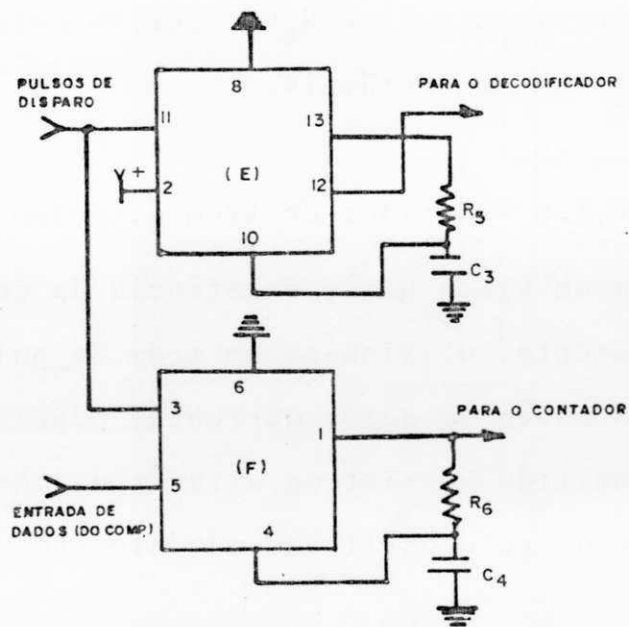 8
PULSOS DE
DISPARO
PARA O DECODIFICADOR
11
13
V+
2
(E)
12
10
R5
C3
6
3
1
PARA O CONTADOR
(F)
5
4
ENTRADA DE
DADOS (DO COMP.)
R6
C4